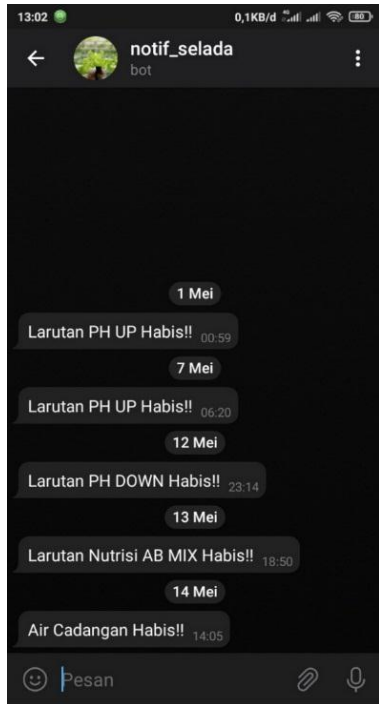 13:02 0,1KB/d 4G 80
notif_selada
bot
1 Mei
Larutan PH UP Habis!! 00:59
7 Mei
Larutan PH UP Habis!! 06:20
12 Mei
Larutan PH DOWN Habis!! 23:14
13 Mei
Larutan Nutrisi AB MIX Habis!! 18:50
14 Mei
Air Cadangan Habis!! 14:05
Pesan